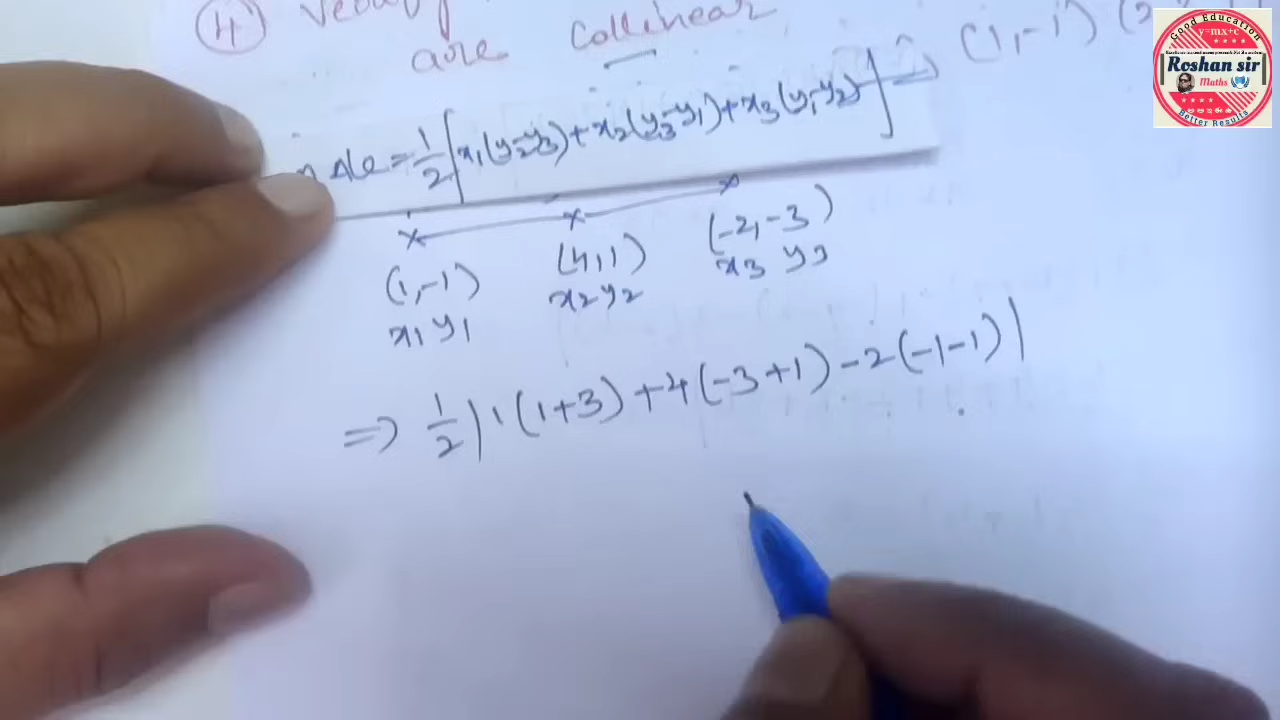 ④
are Collinear (1,-1)
Δle = 1/2 [x1(y2-y3)+x2(y3-y1)+x3(y1-y2)]
(1,-1) (4,1) (-2,-3)
x1 y1 x2 y2 x3 y3
=> 1/2 |1(1+3)+4(-3+1)-2(-1-1)|
Good Education
y=mx+c
Roshan sir
Maths
Better Results